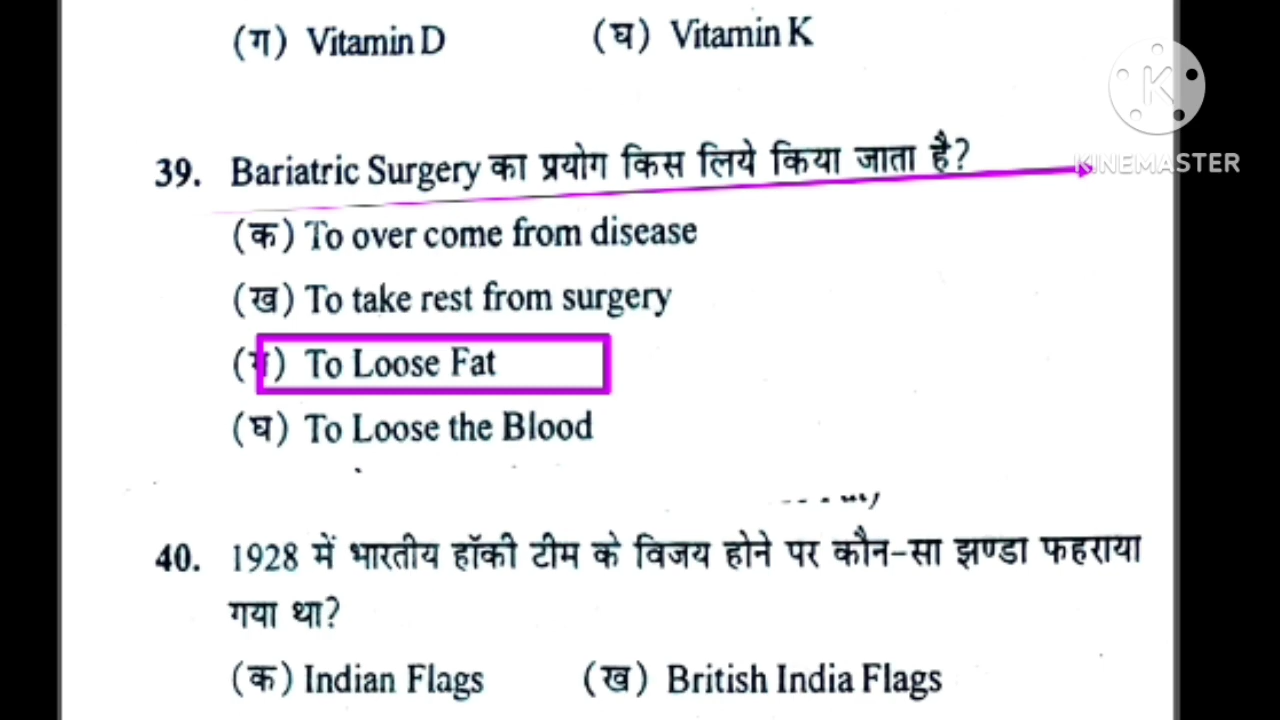 (ग) Vitamin D (घ) Vitamin K
KINEMASTER
39. Bariatric Surgery का प्रयोग किस लिये किया जाता है?
(क) To over come from disease
(ख) To take rest from surgery
(ग) To Loose Fat
(घ) To Loose the Blood
40. 1928 में भारतीय हॉकी टीम के विजय होने पर कौन-सा झण्डा फहराया
गया था?
(क) Indian Flags (ख) British India Flags